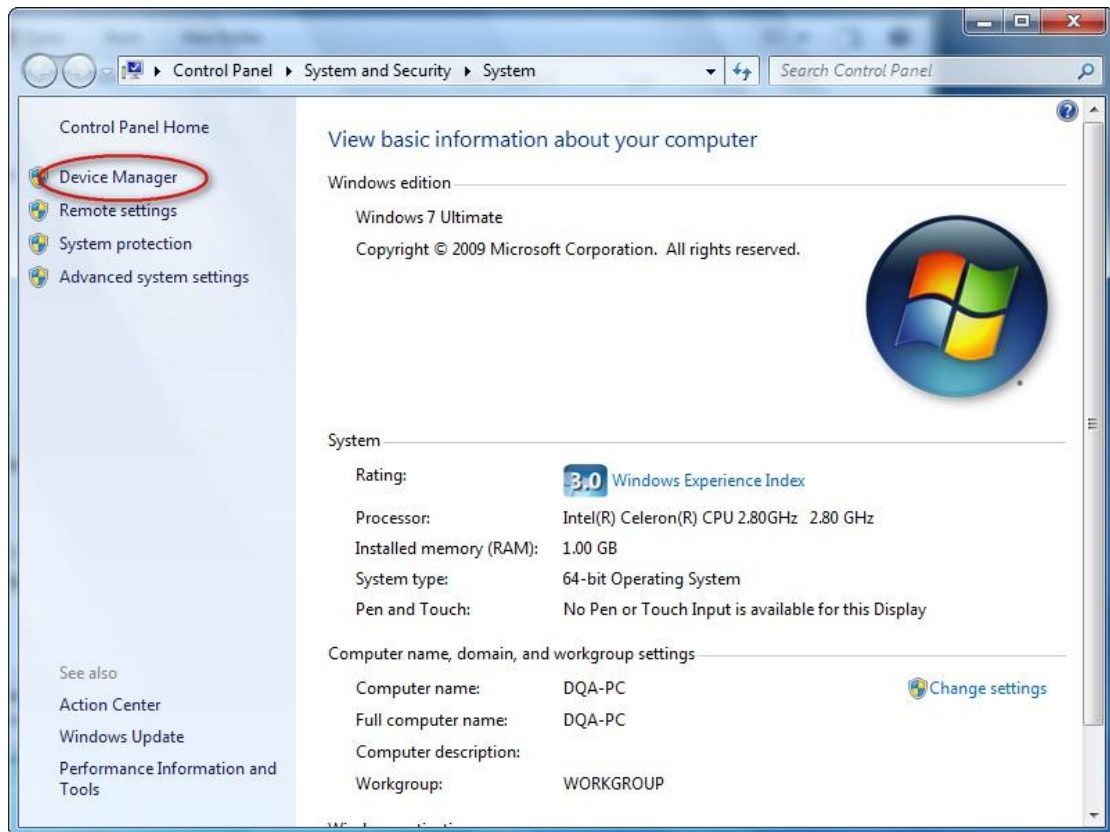 Control Panel System and Security System
Search Control Panel
Control Panel Home
Device Manager
Remote settings
System protection
Advanced system settings
See also
Action Center
Windows Update
Performance Information and
Tools
View basic information about your computer
Windows edition
Windows 7 Ultimate
Copyright © 2009 Microsoft Corporation. All rights reserved.
System
Rating: 3.0 Windows Experience Index
Processor: Intel(R) Celeron(R) CPU 2.80GHz 2.80 GHz
Installed memory (RAM): 1.00 GB
System type: 64-bit Operating System
Pen and Touch: No Pen or Touch Input is available for this Display
Computer name, domain, and workgroup settings
Computer name: DQA-PC Change settings
Full computer name: DQA-PC
Computer description:
Workgroup: WORKGROUP